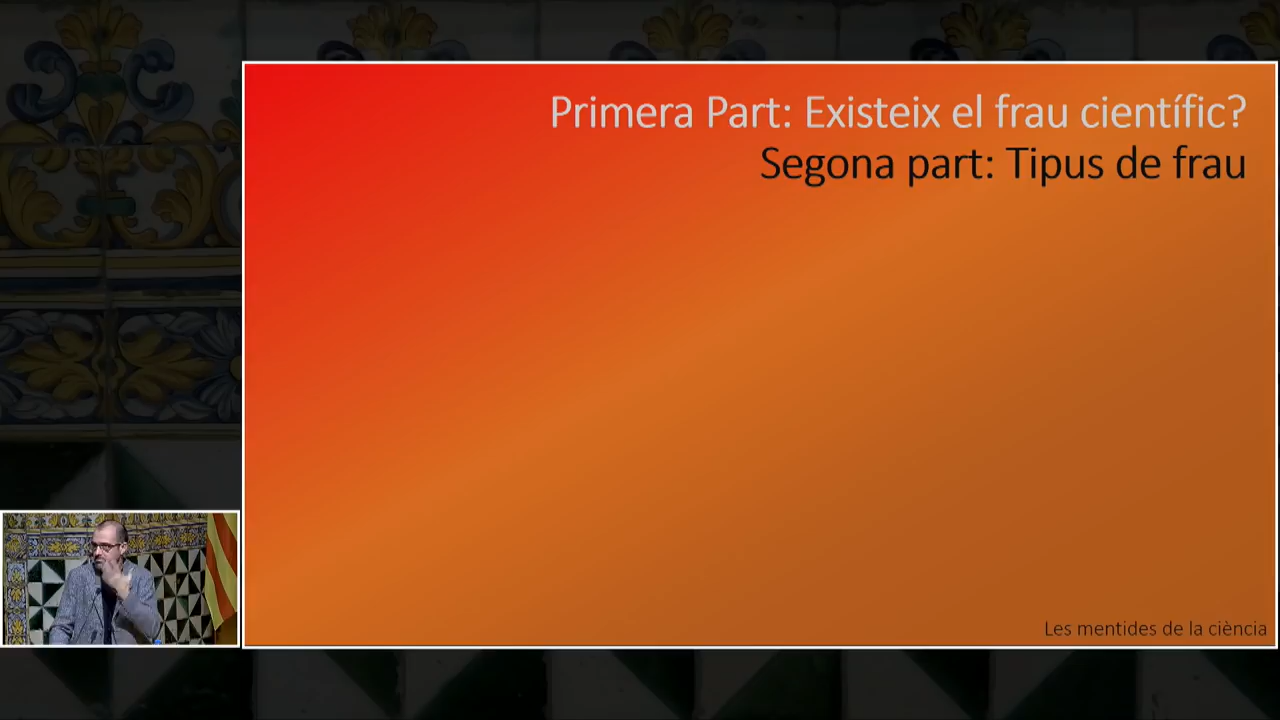 Primera Part: Existeix el frau científic?
Segona part: Tipus de frau
Les mentides de la ciència